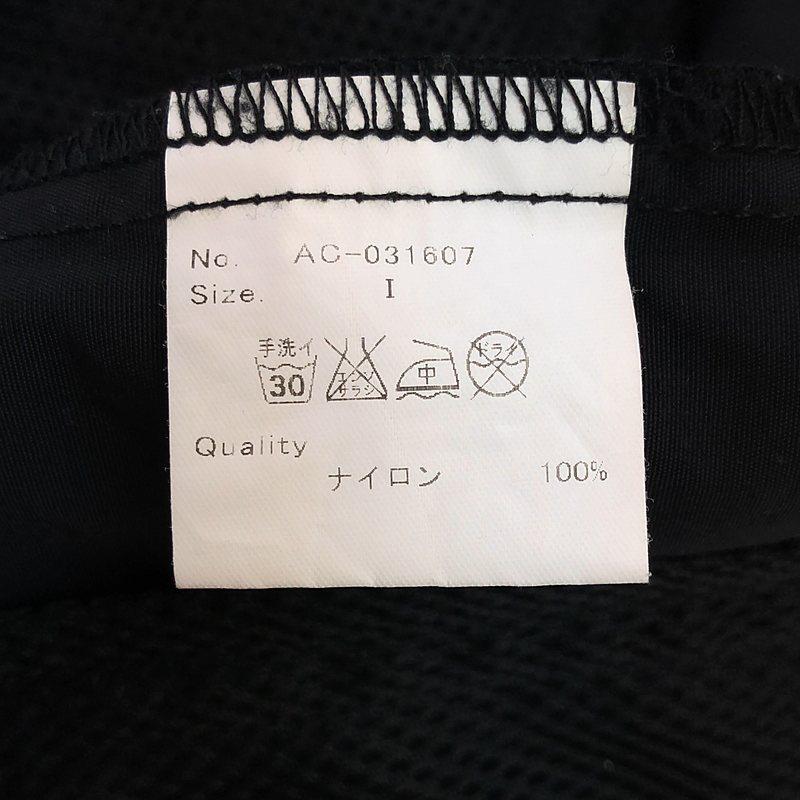 No. AC-031607
Size. I
手洗イ
30
エンソ
サラシ
中
ドライ
Quality
ナイロン 100%